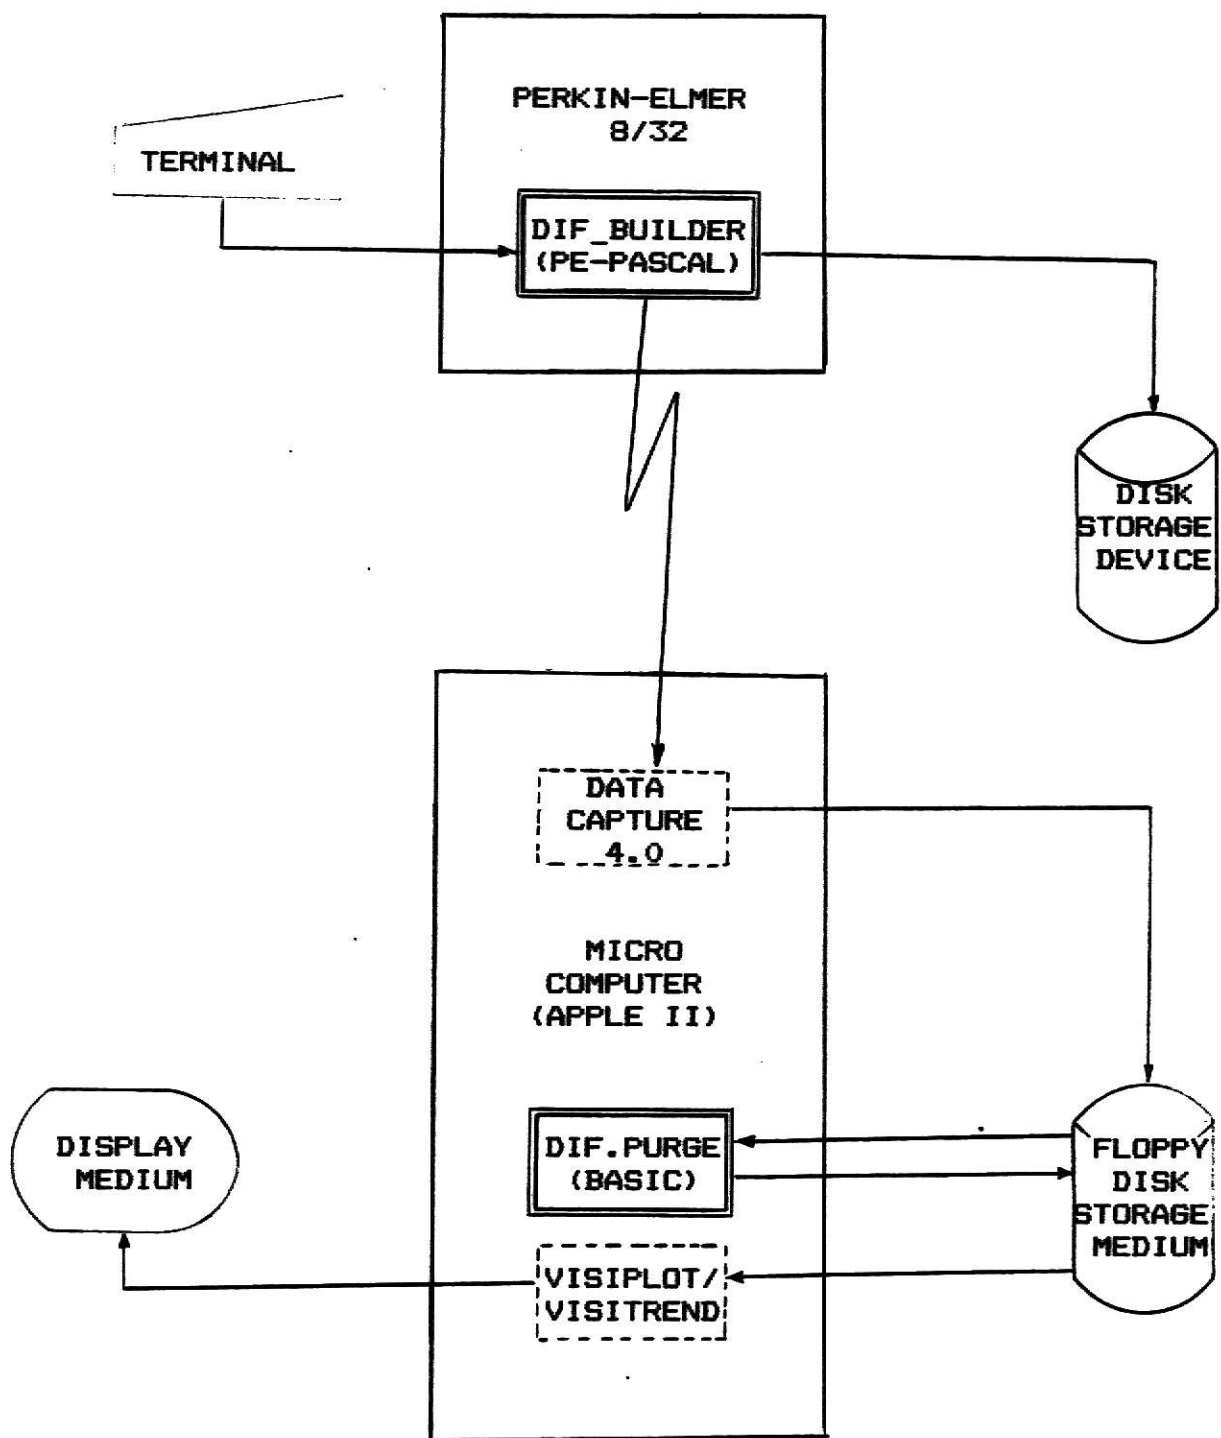 PERKIN-ELMER
8/32
TERMINAL
DIF_BUILDER
(PE-PASCAL)
DISK
STORAGE
DEVICE
DATA
CAPTURE
4.0
MICRO
COMPUTER
(APPLE II)
DISPLAY
MEDIUM
DIF.PURGE
(BASIC)
FLOPPY
DISK
STORAGE
MEDIUM
VISIPLOT/
VISITREND